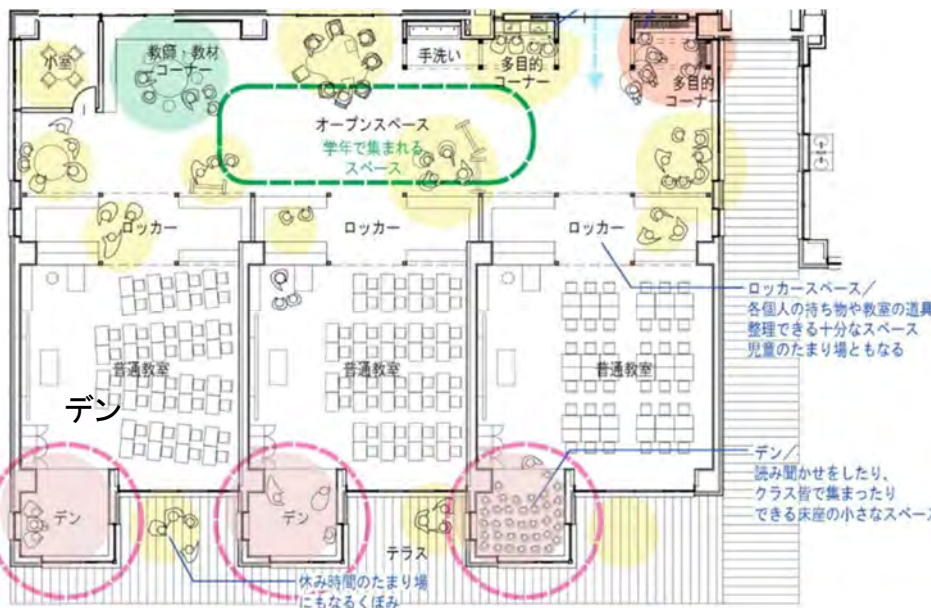 小室
教師・教材
コーナー
手洗い
多目的
コーナー
多目的
コーナー
オープンスペース
学年で集まれる
スペース
ロッカー
ロッカー
ロッカー
ロッカースペース／
各個人の持ち物や教室の道具
整理できる十分なスペース
児童のたまり場ともなる
普通教室
普通教室
普通教室
デン
デン／
読み聞かせをしたり、
クラス皆で集まったり
できる床座の小さなスペース
デン
デン
テラス
休み時間のたまり場
にもなるくぼみ